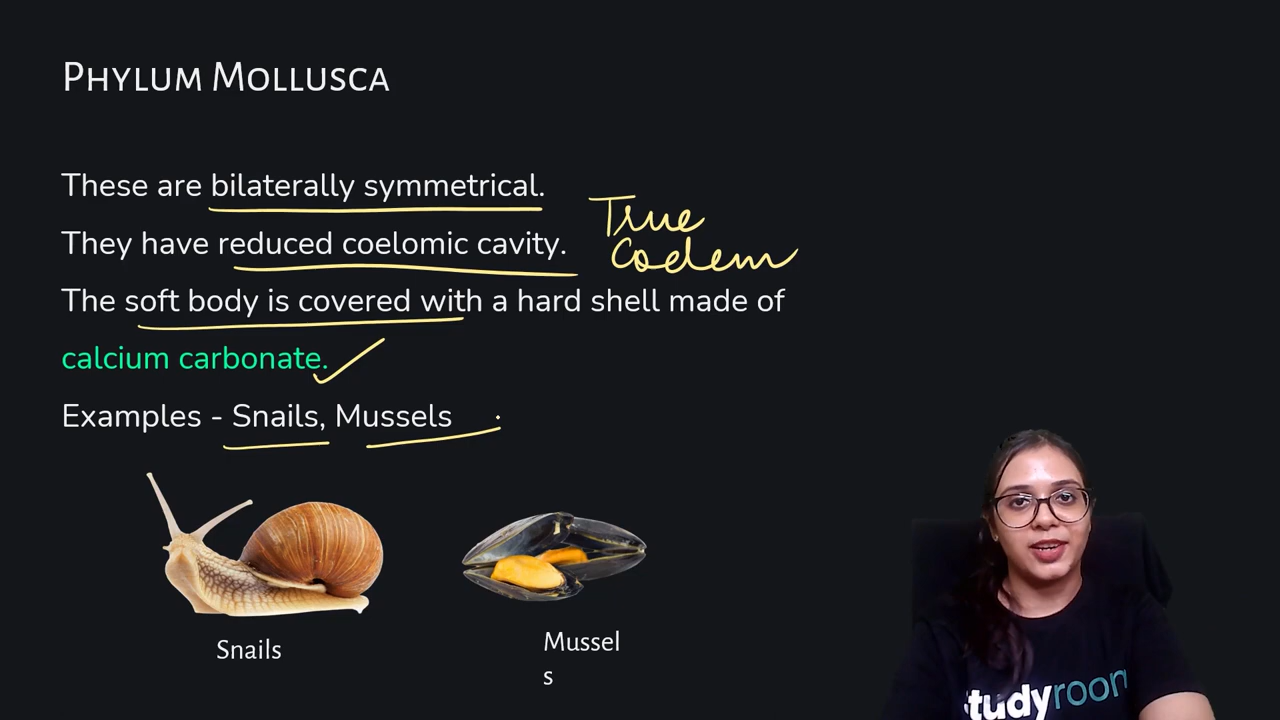 PHYLUM MOLLUSCA
These are bilaterally symmetrical.
True
They have reduced coelomic cavity.
Coelem
The soft body is covered with a hard shell made of
calcium carbonate.
Examples - Snails, Mussels
Snails
Mussel
s
studyroom